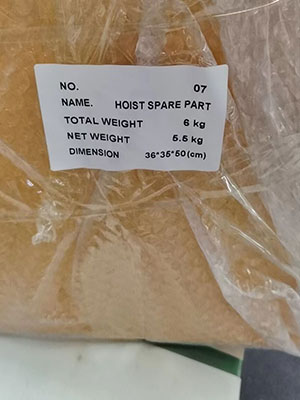 NO. 07
NAME. HOIST SPARE PART
TOTAL WEIGHT 6 kg
NET WEIGHT 5.5 kg
DIMENSION 36*35*50(cm)